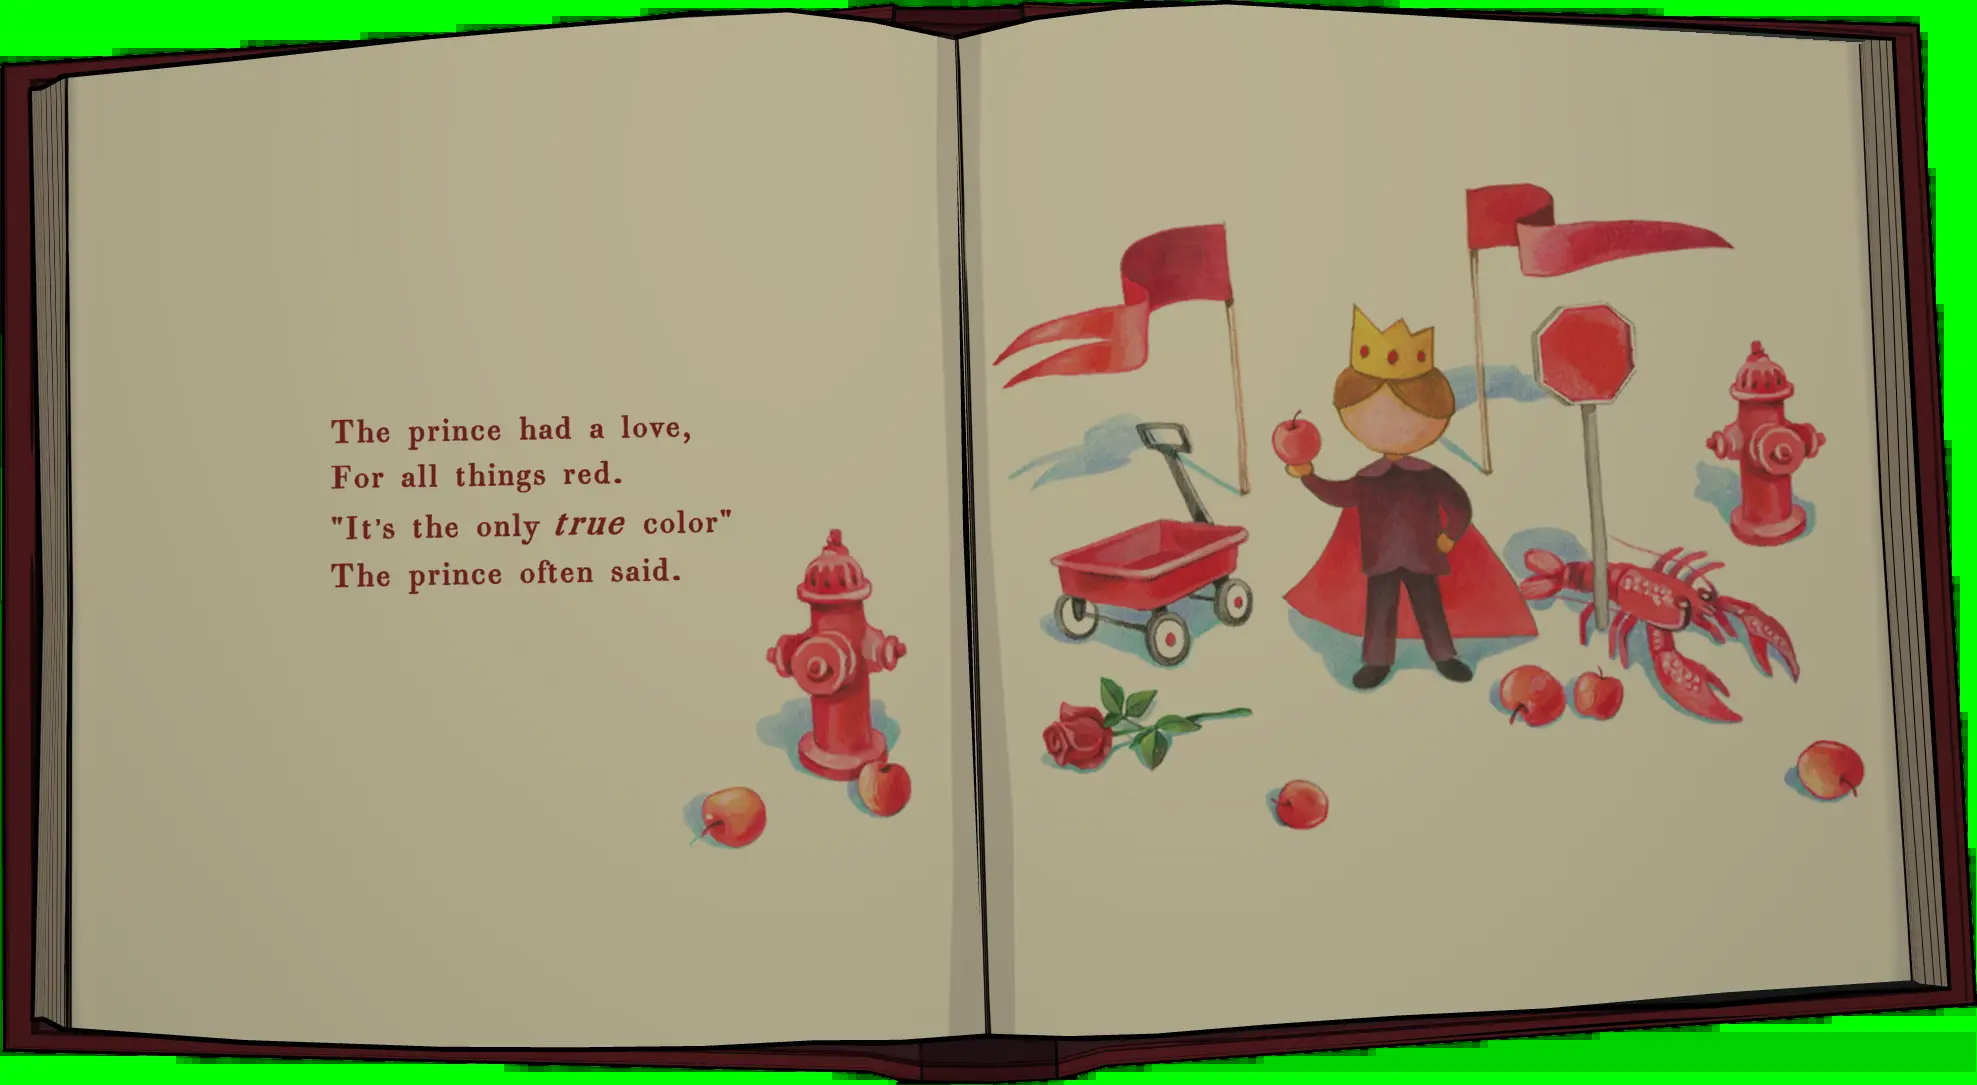 The prince had a love,
For all things red.
"It's the only true color"
The prince often said.